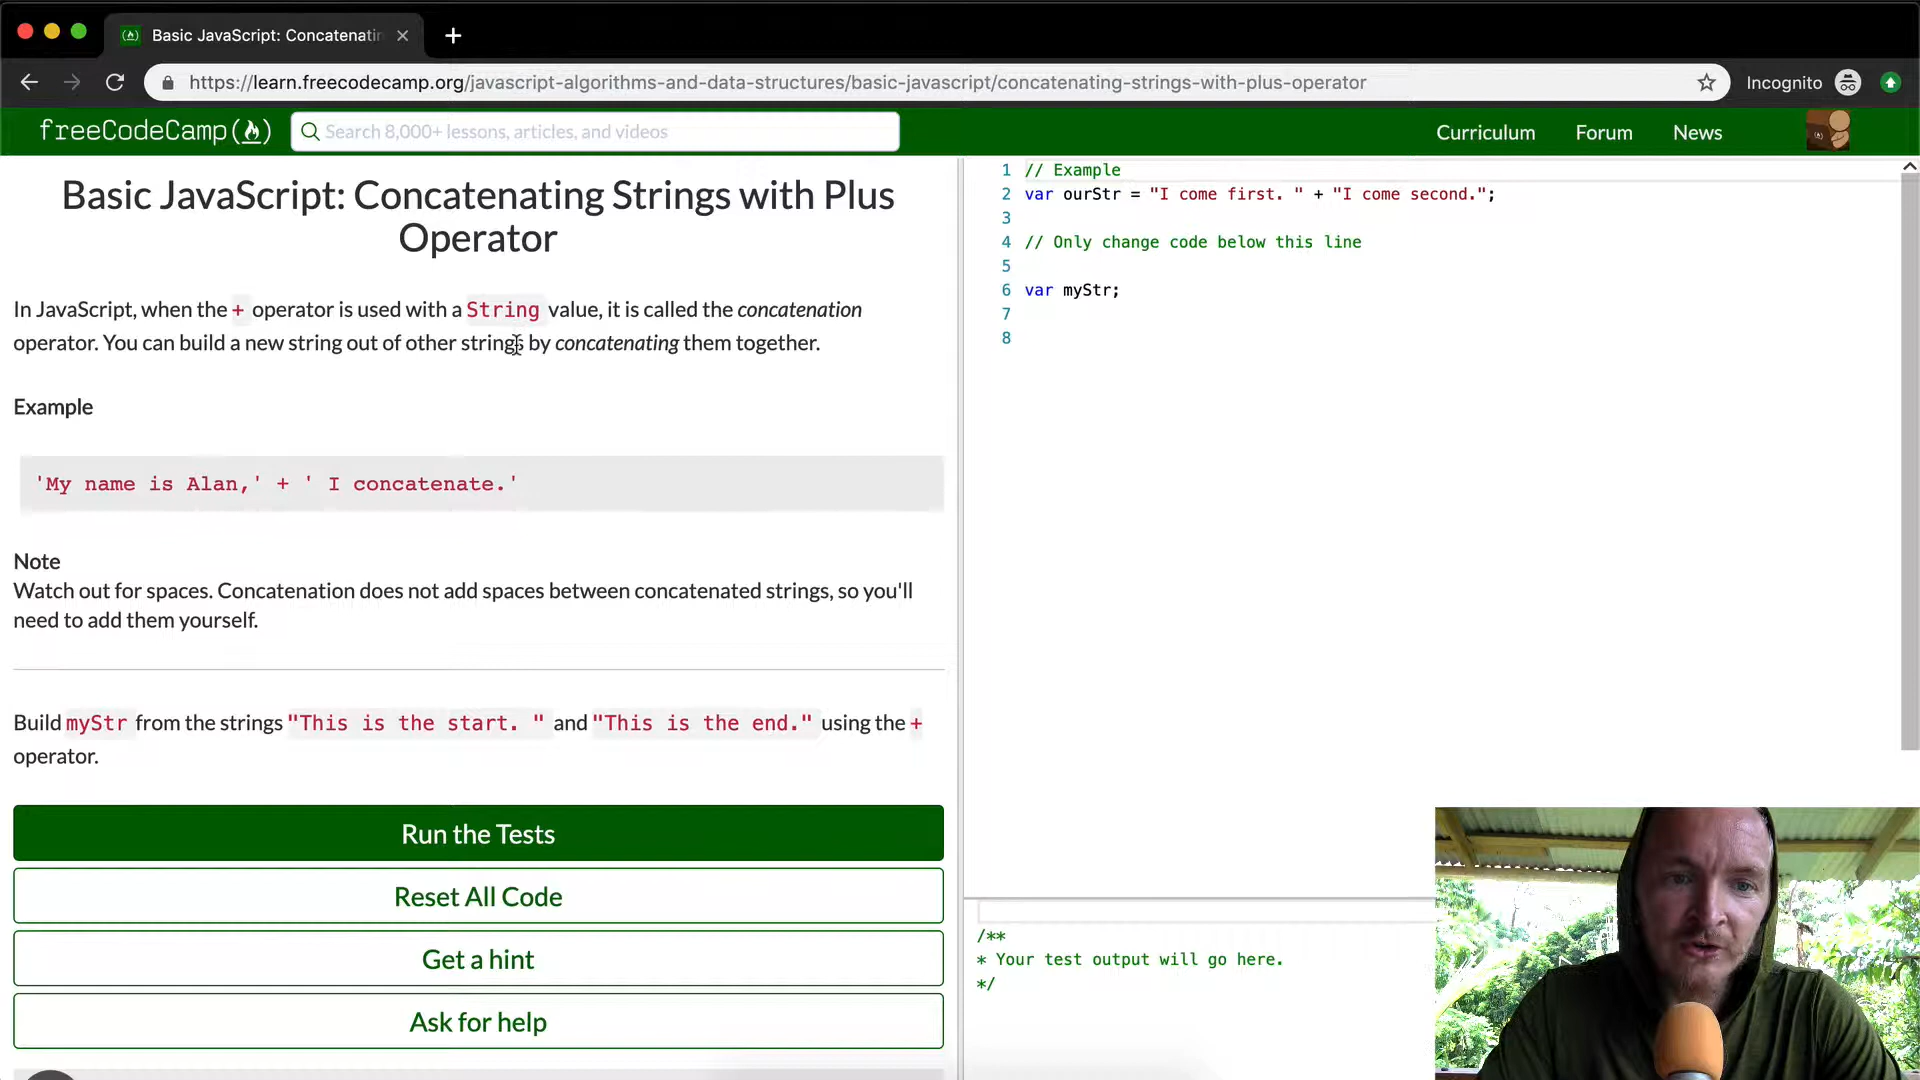 Basic JavaScript: Concatenatin
https://learn.freecodecamp.org/javascript-algorithms-and-data-structures/basic-javascript/concatenating-strings-with-plus-operator
Incognito
freeCodeCamp
Search 8,000+ lessons, articles, and videos
Curriculum
Forum
News
Basic JavaScript: Concatenating Strings with Plus
Operator
In JavaScript, when the + operator is used with a String value, it is called the concatenation
operator. You can build a new string out of other strings by concatenating them together.
Example
'My name is Alan,' + ' I concatenate.'
Note
Watch out for spaces. Concatenation does not add spaces between concatenated strings, so you'll
need to add them yourself.
Build myStr from the strings "This is the start. " and "This is the end." using the +
operator.
Run the Tests
Reset All Code
Get a hint
Ask for help
1 // Example
2 var ourStr = "I come first. " + "I come second.";
3
4 // Only change code below this line
5
6 var myStr;
7
8
/**
* Your test output will go here.
*/